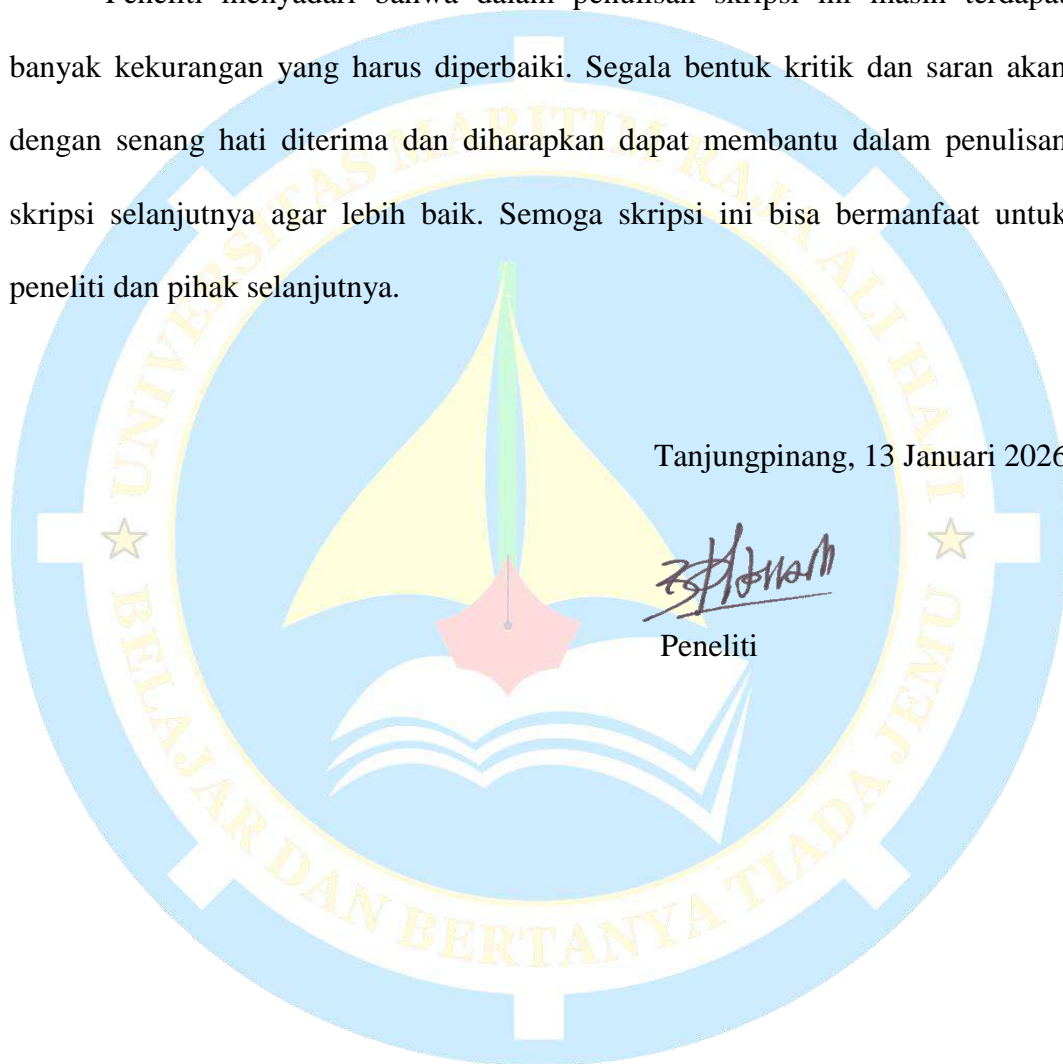 Peneliti menyadari bahwa dalam penulisan skripsi ini masih terdapat
banyak kekurangan yang harus diperbaiki. Segala bentuk kritik dan saran akan
dengan senang hati diterima dan diharapkan dapat membantu dalam penulisan
skripsi selanjutnya agar lebih baik. Semoga skripsi ini bisa bermanfaat untuk
peneliti dan pihak selanjutnya.
Tanjungpinang, 13 Januari 2026
Peneliti
UNIVERSITAS MARITIM RAJA ALI HAJI
BELAJAR DAN BERTANYA TIADA JEMU